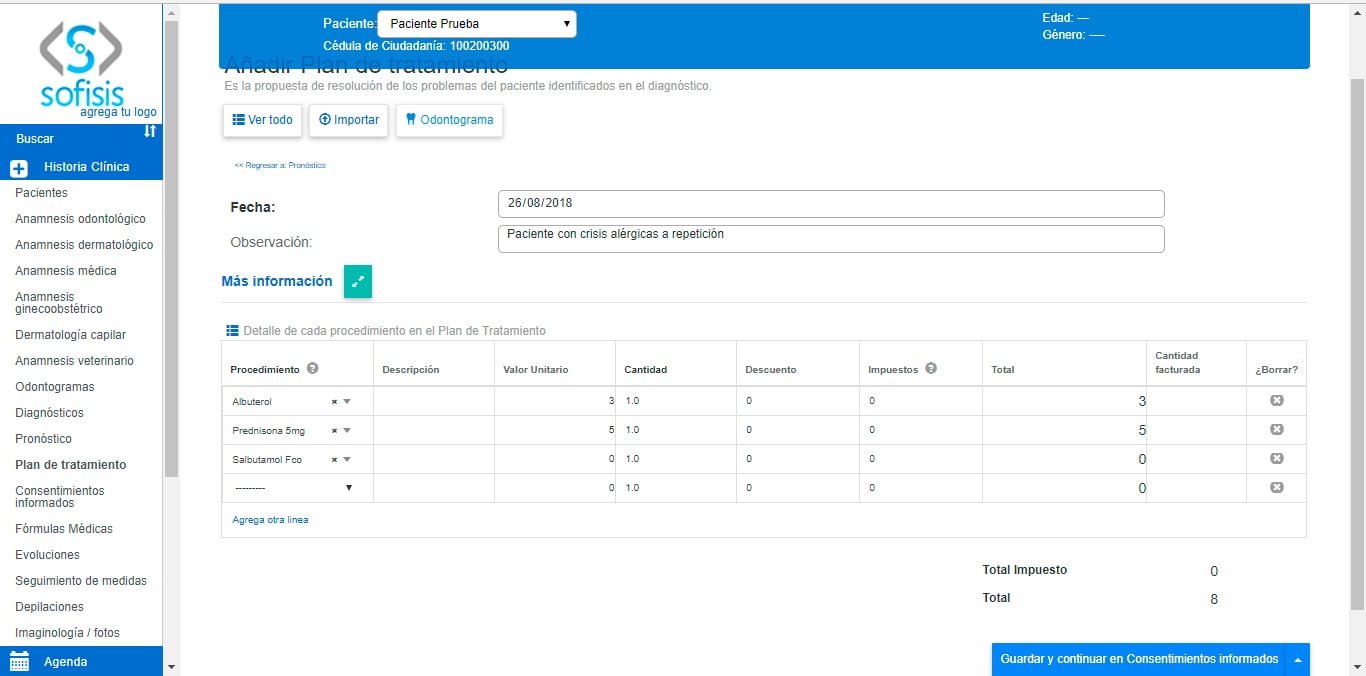 Paciente: Paciente Prueba
Cédula de Ciudadanía: 100200300
Edad: —
Género: —
Añadir Plan de tratamiento
Es la propuesta de resolución de los problemas del paciente identificados en el diagnóstico.
Ver todo
Importar
Odontograma
<< Regresar a: Pronóstico
Fecha: 26/08/2018
Observación: Paciente con crisis alérgicas a repetición
Más información
Detalle de cada procedimiento en el Plan de Tratamiento
Procedimiento ? Descripción Valor Unitario Cantidad Descuento Impuestos ? Total Cantidad facturada ¿Borrar?
Albuterol × 3 1.0 0 0 3
Prednisona 5mg × 5 1.0 0 0 5
Salbutamol Fco × 0 1.0 0 0 0
--------- 0 1.0 0 0 0
Agrega otra linea
Total Impuesto 0
Total 8
Guardar y continuar en Consentimientos informados
sofisis
agrega tu logo
Buscar
Historia Clínica
Pacientes
Anamnesis odontológico
Anamnesis dermatológico
Anamnesis médica
Anamnesis
ginecoobstétrico
Dermatología capilar
Anamnesis veterinario
Odontogramas
Diagnósticos
Pronóstico
Plan de tratamiento
Consentimientos
informados
Fórmulas Médicas
Evoluciones
Seguimiento de medidas
Depilaciones
Imaginología / fotos
Agenda